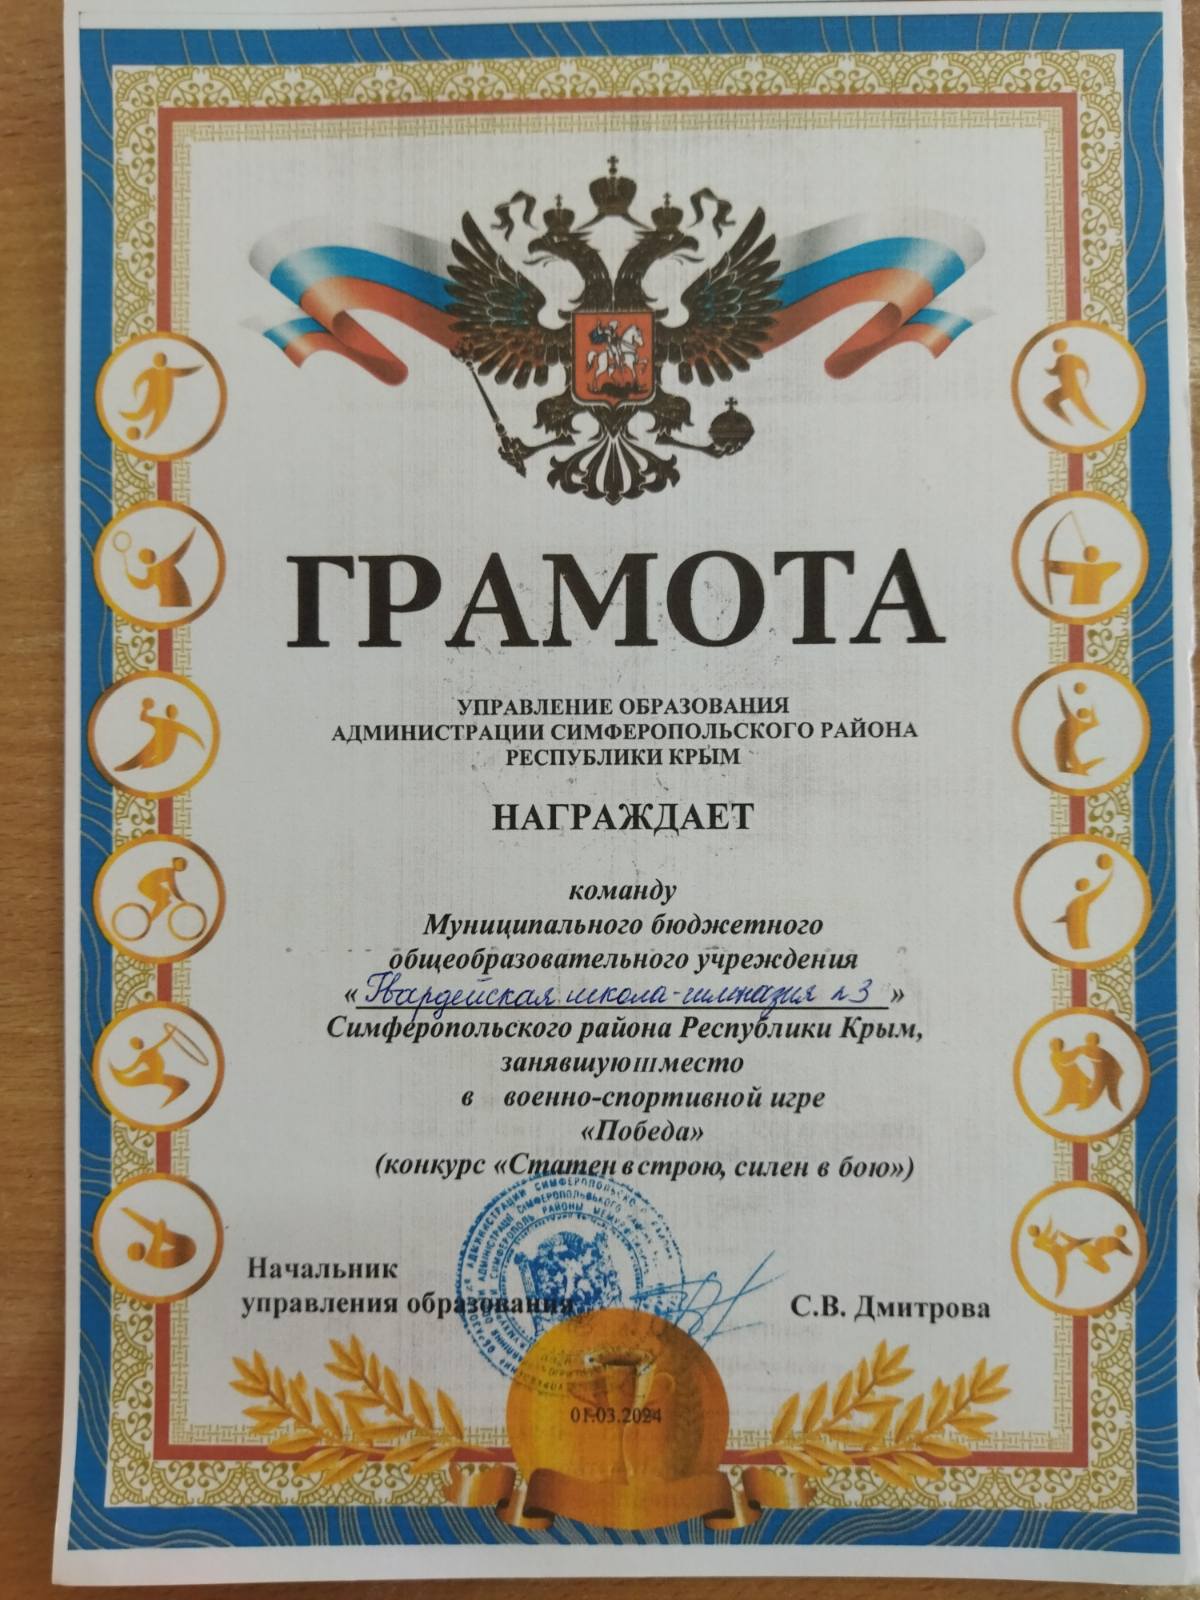 ГРАМОТА
УПРАВЛЕНИЕ ОБРАЗОВАНИЯ
АДМИНИСТРАЦИИ СИМФЕРОПОЛЬСКОГО РАЙОНА
РЕСПУБЛИКИ КРЫМ
НАГРАЖДАЕТ
команду
Муниципального бюджетного
общеобразовательного учреждения
«Гвардейская школа-гимназия №3»
Симферопольского района Республики Крым,
занявшую III место
в военно-спортивной игре
«Победа»
(конкурс «Статен в строю, силен в бою»)
Начальник
управления образования
С.В. Дмитрова
01.03.2024